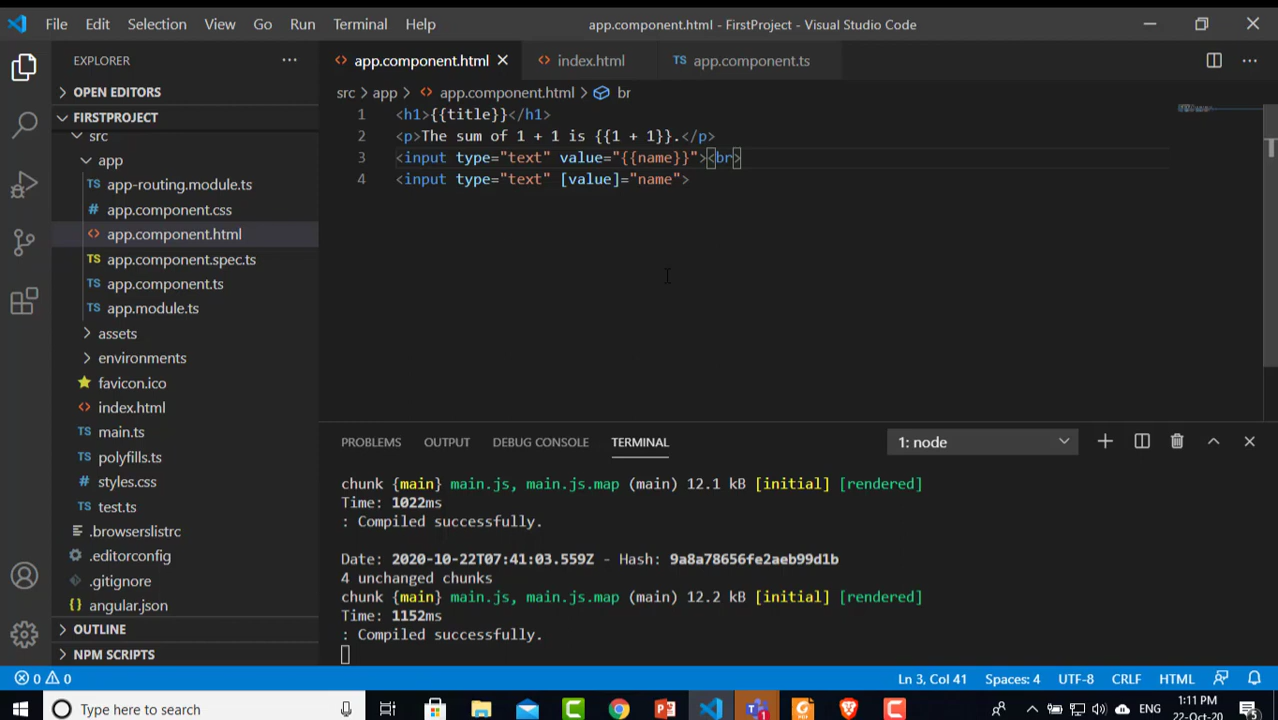 File Edit Selection View Go Run Terminal Help app.component.html - FirstProject - Visual Studio Code
EXPLORER
OPEN EDITORS
FIRSTPROJECT
src
app
TS app-routing.module.ts
# app.component.css
<> app.component.html
TS app.component.spec.ts
TS app.component.ts
TS app.module.ts
assets
environments
favicon.ico
<> index.html
TS main.ts
TS polyfills.ts
# styles.css
TS test.ts
.browserslistrc
.editorconfig
.gitignore
{} angular.json
OUTLINE
NPM SCRIPTS
<> app.component.html <> index.html TS app.component.ts
src > app > <> app.component.html > br
1 <h1>{{title}}</h1>
2 <p>The sum of 1 + 1 is {{1 + 1}}.</p>
3 <input type="text" value="{{name}}"><br>
4 <input type="text" [value]="name">
PROBLEMS OUTPUT DEBUG CONSOLE TERMINAL 1: node
chunk {main} main.js, main.js.map (main) 12.1 kB [initial] [rendered]
Time: 1022ms
: Compiled successfully.
Date: 2020-10-22T07:41:03.559Z - Hash: 9a8a78656fe2aeb99d1b
4 unchanged chunks
chunk {main} main.js, main.js.map (main) 12.2 kB [initial] [rendered]
Time: 1152ms
: Compiled successfully.
0 0 Ln 3, Col 41 Spaces: 4 UTF-8 CRLF HTML
Type here to search ENG 1:11 PM
22-Oct-20 5